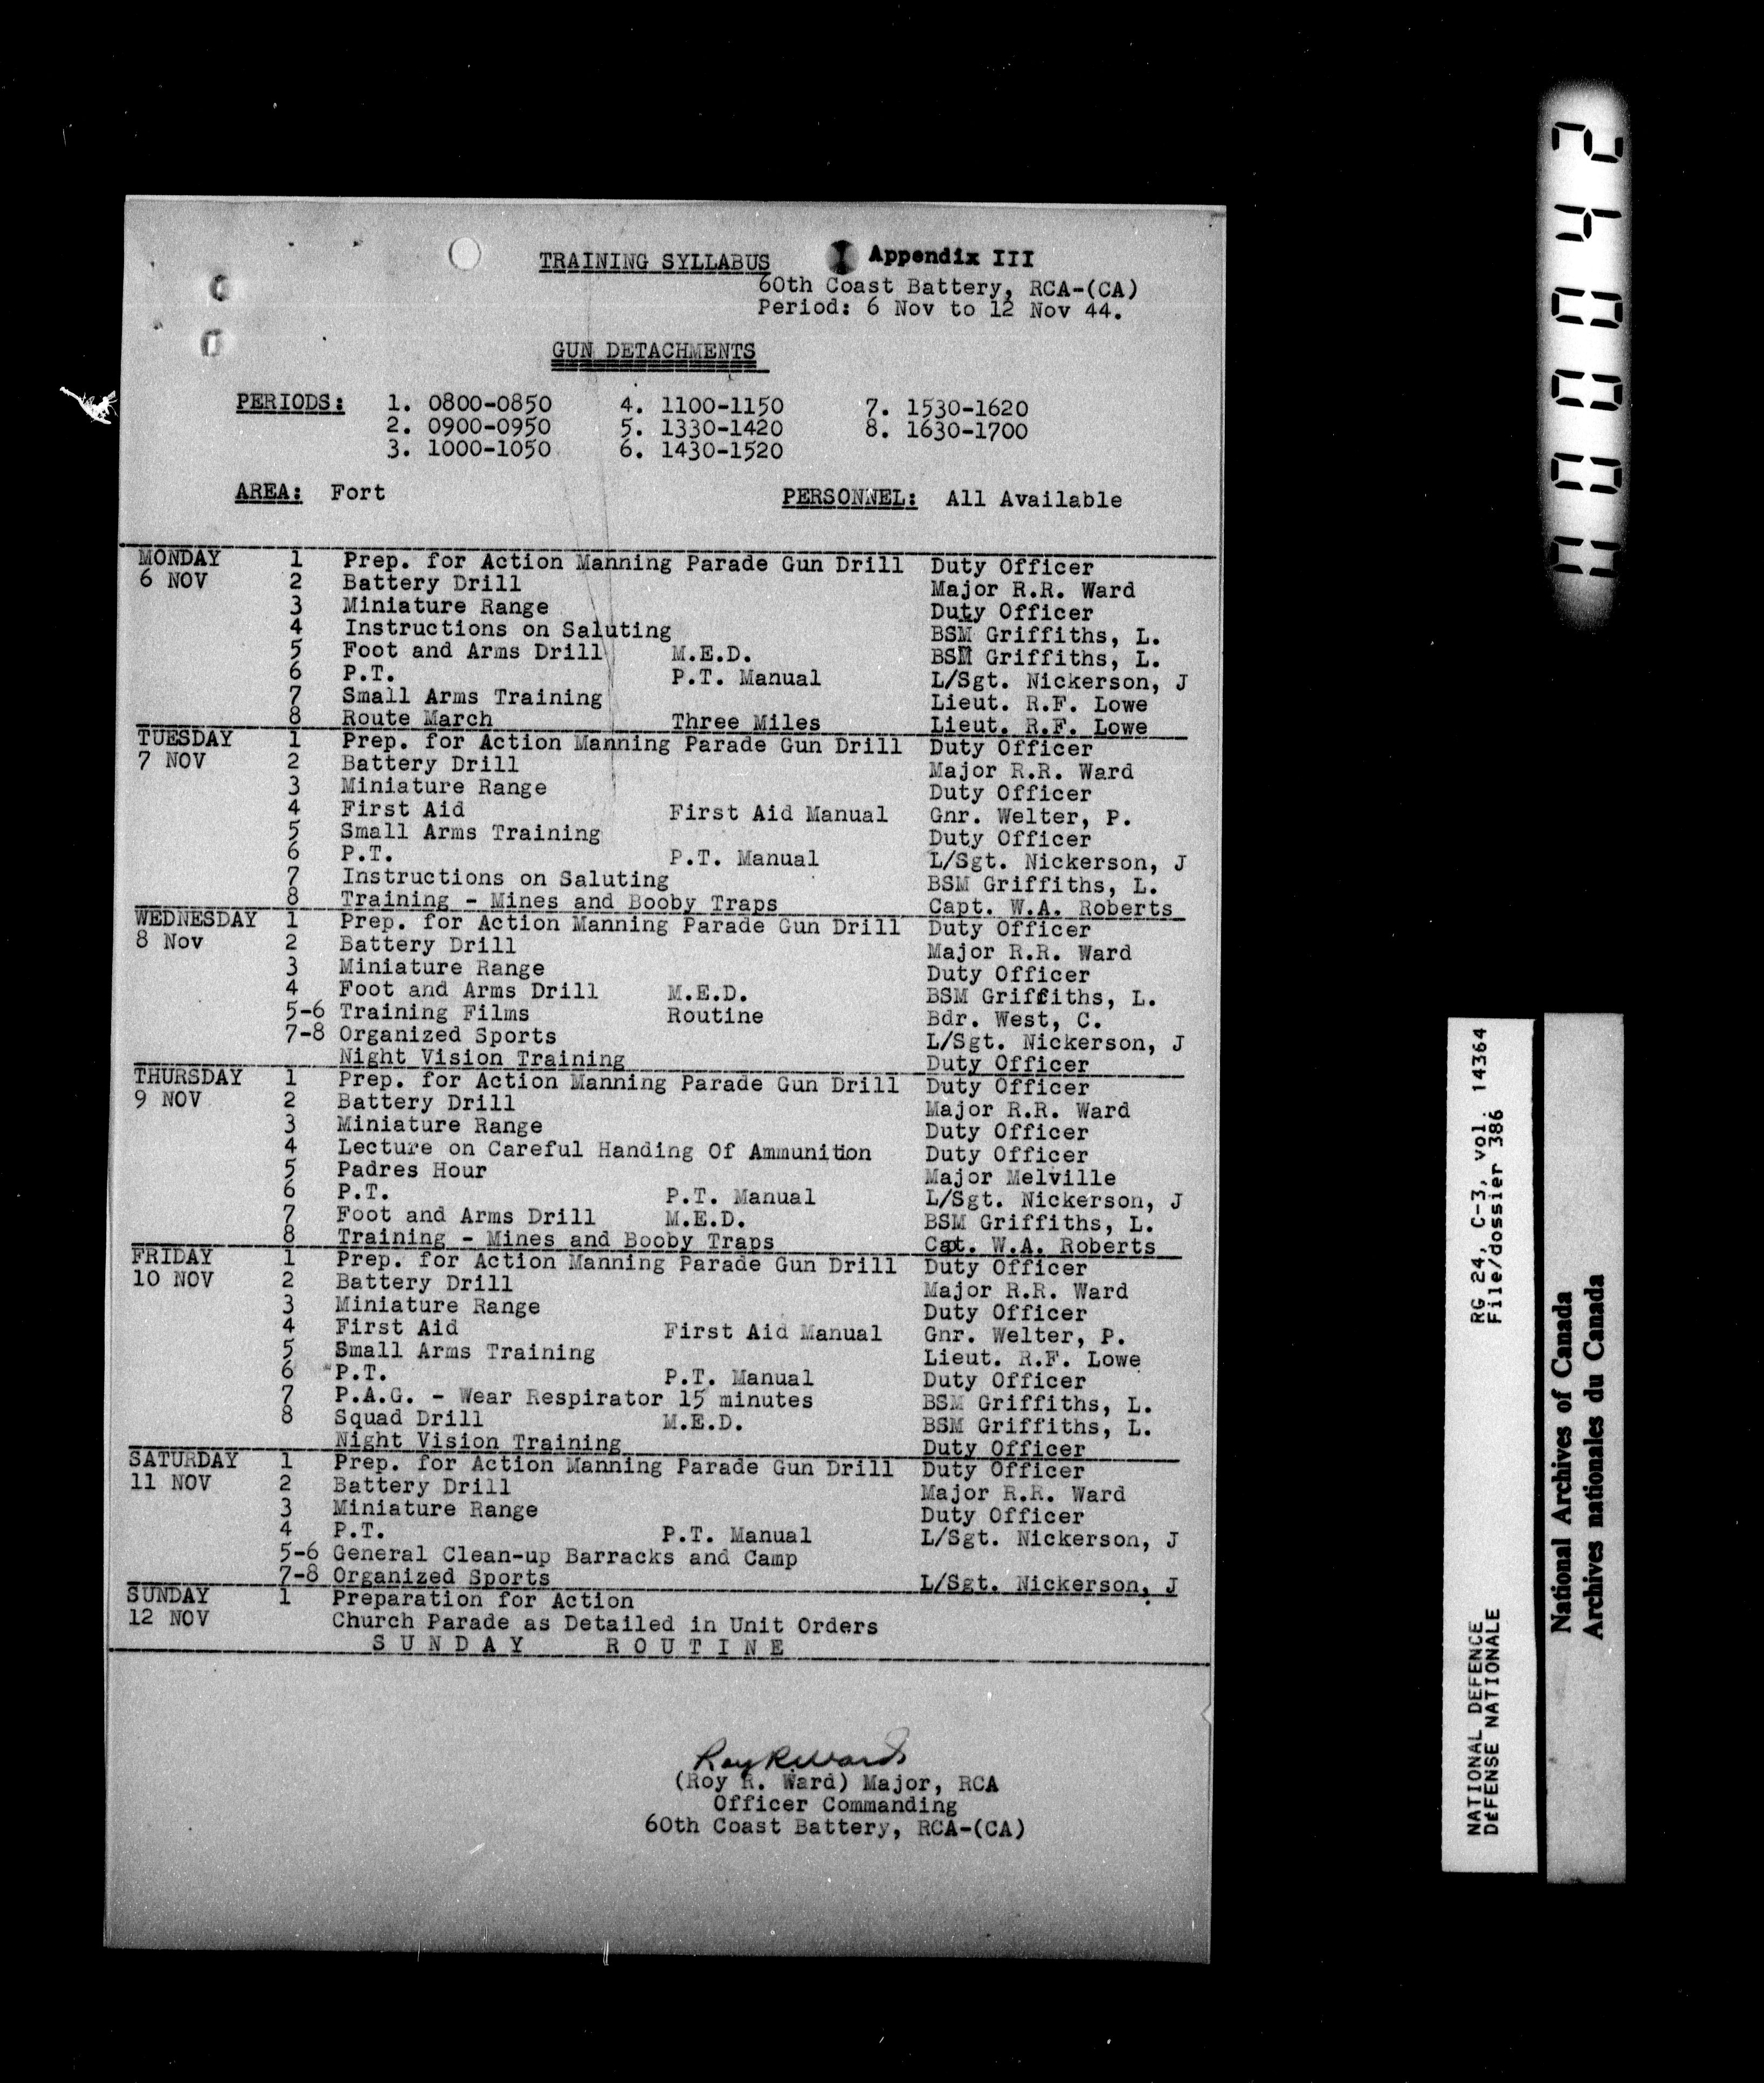 TRAINING SYLLABUS Appendix III
60th Coast Battery, RCA-(CA)
Period: 6 Nov to 12 Nov 44.
GUN DETACHMENTS
PERIODS: 1. 0800-0850 4. 1100-1150 7. 1530-1620
2. 0900-0950 5. 1330-1420 8. 1630-1700
3. 1000-1050 6. 1430-1520
AREA: Fort PERSONNEL: All Available
MONDAY 1 Prep. for Action Manning Parade Gun Drill Duty Officer
6 NOV 2 Battery Drill Major R.R. Ward
3 Miniature Range Duty Officer
4 Instructions on Saluting BSM Griffiths, L.
5 Foot and Arms Drill M.E.D. BSM Griffiths, L.
6 P.T. P.T. Manual L/Sgt. Nickerson, J
7 Small Arms Training Lieut. R.F. Lowe
8 Route March Three Miles Lieut. R.F. Lowe
TUESDAY 1 Prep. for Action Manning Parade Gun Drill Duty Officer
7 NOV 2 Battery Drill Major R.R. Ward
3 Miniature Range Duty Officer
4 First Aid First Aid Manual Gnr. Welter, P.
5 Small Arms Training Duty Officer
6 P.T. P.T. Manual L/Sgt. Nickerson, J
7 Instructions on Saluting BSM Griffiths, L.
8 Training - Mines and Booby Traps Capt. W.A. Roberts
WEDNESDAY 1 Prep. for Action Manning Parade Gun Drill Duty Officer
8 Nov 2 Battery Drill Major R.R. Ward
3 Miniature Range Duty Officer
4 Foot and Arms Drill M.E.D. BSM Griffiths, L.
5-6 Training Films Routine Bdr. West, C.
7-8 Organized Sports L/Sgt. Nickerson, J
Night Vision Training Duty Officer
THURSDAY 1 Prep. for Action Manning Parade Gun Drill Duty Officer
9 NOV 2 Battery Drill Major R.R. Ward
3 Miniature Range Duty Officer
4 Lecture on Careful Handing Of Ammunition Duty Officer
5 Padres Hour Major Melville
6 P.T. P.T. Manual L/Sgt. Nickerson, J
7 Foot and Arms Drill M.E.D. BSM Griffiths, L.
8 Training - Mines and Booby Traps Capt. W.A. Roberts
FRIDAY 1 Prep. for Action Manning Parade Gun Drill Duty Officer
10 NOV 2 Battery Drill Major R.R. Ward
3 Miniature Range Duty Officer
4 First Aid First Aid Manual Gnr. Welter, P.
5 Small Arms Training Lieut. R.F. Lowe
6 P.T. P.T. Manual Duty Officer
7 P.A.G. - Wear Respirator 15 minutes BSM Griffiths, L.
8 Squad Drill M.E.D. BSM Griffiths, L.
Night Vision Training Duty Officer
SATURDAY 1 Prep. for Action Manning Parade Gun Drill Duty Officer
11 NOV 2 Battery Drill Major R.R. Ward
3 Miniature Range Duty Officer
4 P.T. P.T. Manual L/Sgt. Nickerson, J
5-6 General Clean-up Barracks and Camp
7-8 Organized Sports L/Sgt. Nickerson, J
SUNDAY 1 Preparation for Action
12 NOV Church Parade as Detailed in Unit Orders
SUNDAY ROUTINE
Roy R Ward
(Roy R. Ward) Major, RCA
Officer Commanding
60th Coast Battery, RCA-(CA)
NATIONAL DEFENCE RG 24, C-3, vol. 14364
DÉFENSE NATIONALE File/dossier 386
National Archives of Canada
Archives nationales du Canada